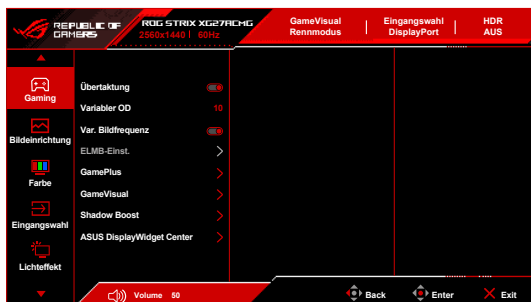 REPUBLIC OF
GAMERS
ROG STRIX XG27ACMG
2560x1440 | 60Hz
GameVisual
Rennmodus
Eingangswahl
DisplayPort
HDR
AUS
Gaming
Bildeinrichtung
Farbe
Eingangswahl
Lichteffekt
Übertaktung
Variabler OD 10
Var. Bildfrequenz
ELMB-Einst.
GamePlus
GameVisual
Shadow Boost
ASUS DisplayWidget Center
Volume 50
Back
Enter
Exit